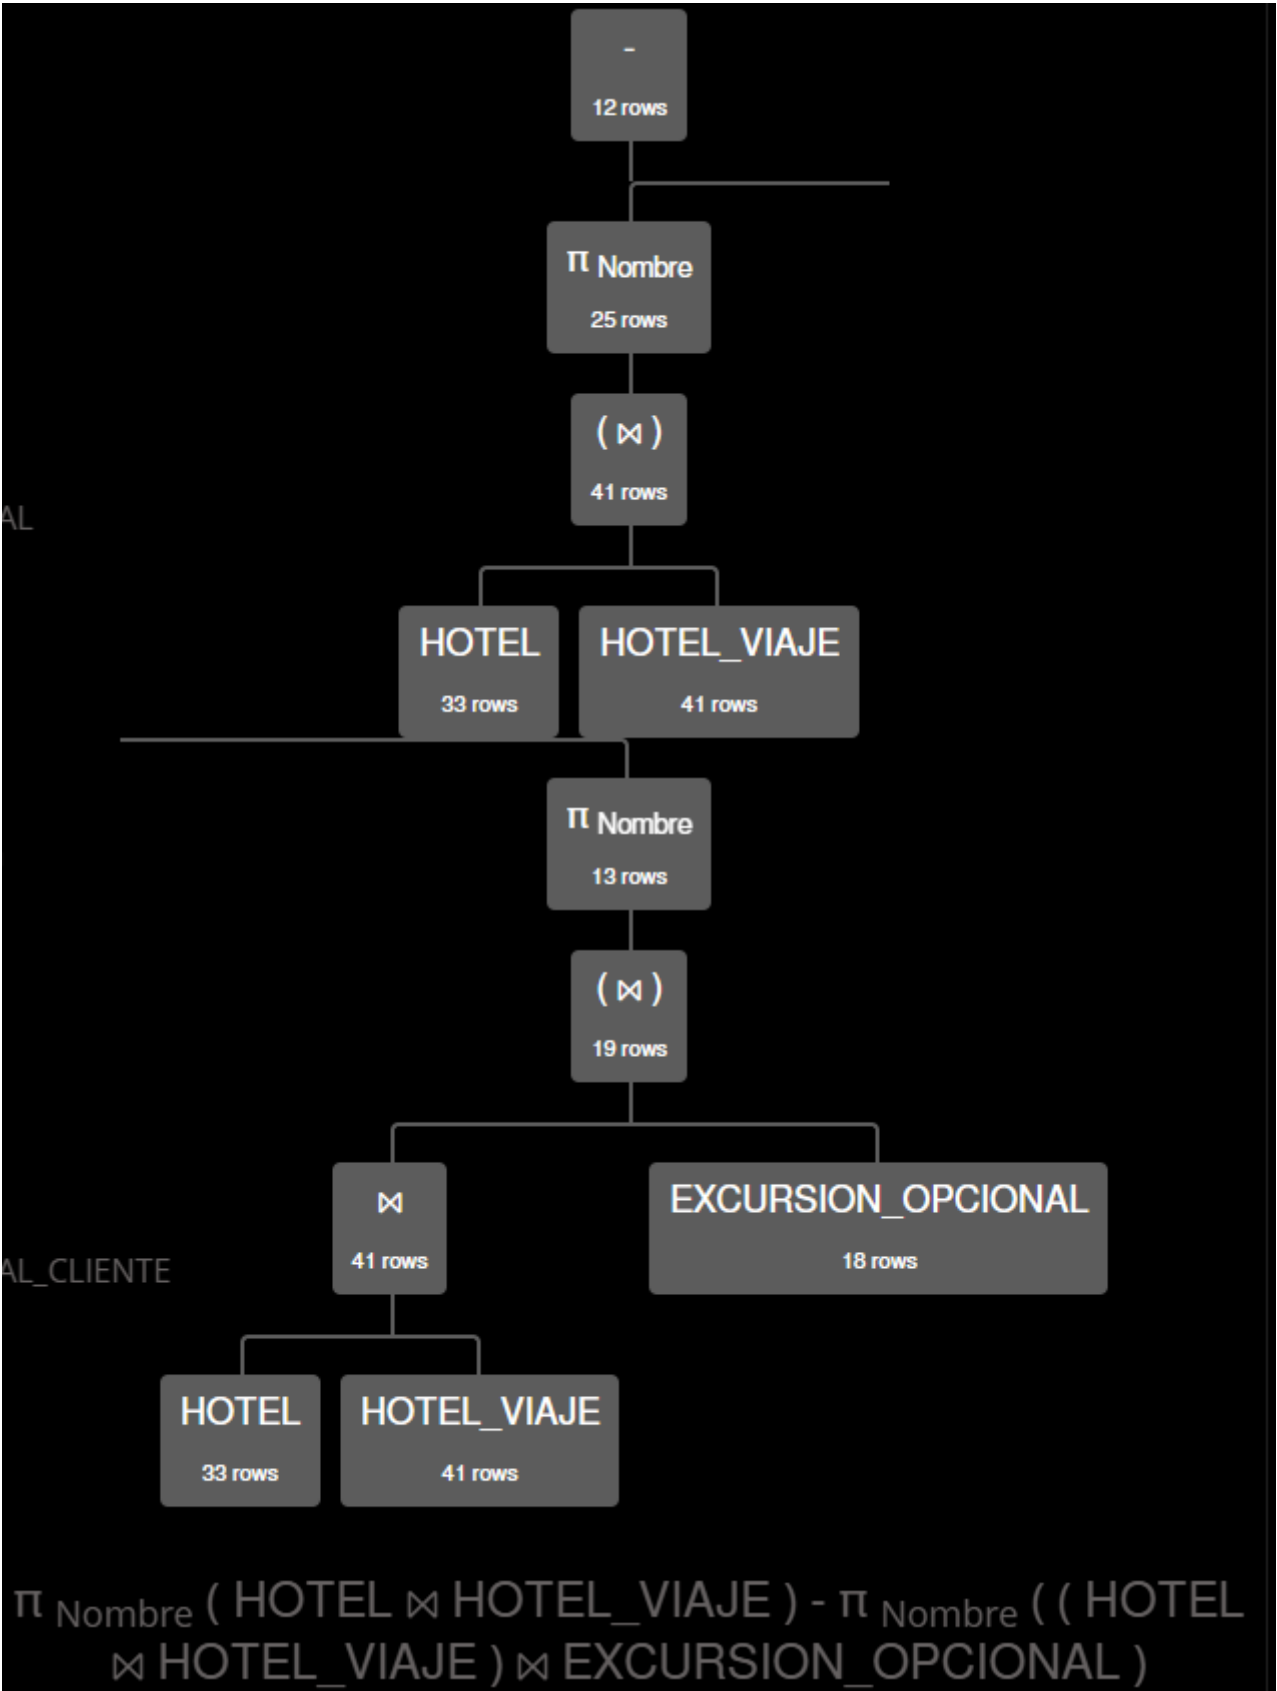 -
12 rows
π Nombre
25 rows
( ⋈ )
41 rows
AL
HOTEL
33 rows
HOTEL_VIAJE
41 rows
π Nombre
13 rows
( ⋈ )
19 rows
⋈
41 rows
EXCURSION_OPCIONAL
18 rows
AL_CLIENTE
HOTEL
33 rows
HOTEL_VIAJE
41 rows
π Nombre ( HOTEL ⋈ HOTEL_VIAJE ) - π Nombre ( ( HOTEL
⋈ HOTEL_VIAJE ) ⋈ EXCURSION_OPCIONAL )